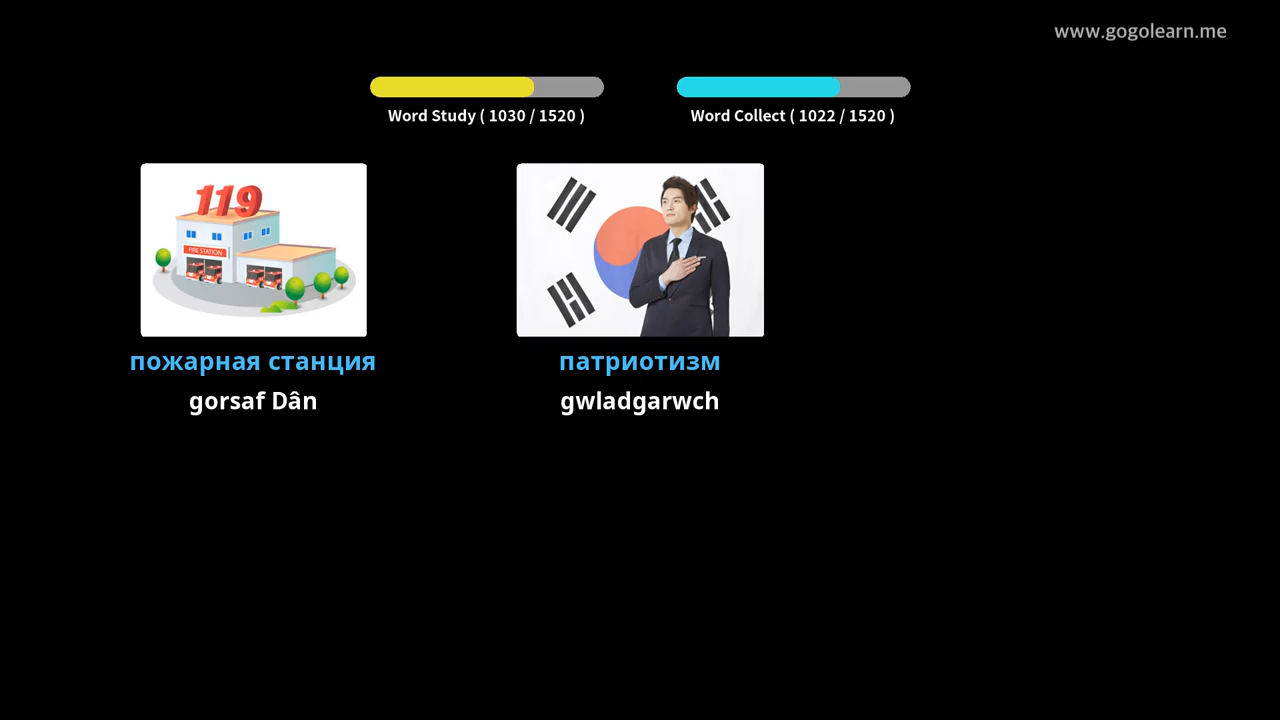 www.gogolearn.me
Word Study ( 1030 / 1520 )
Word Collect ( 1022 / 1520 )
119
FIRE STATION
пожарная станция
gorsaf Dân
патриотизм
gwladgarwch